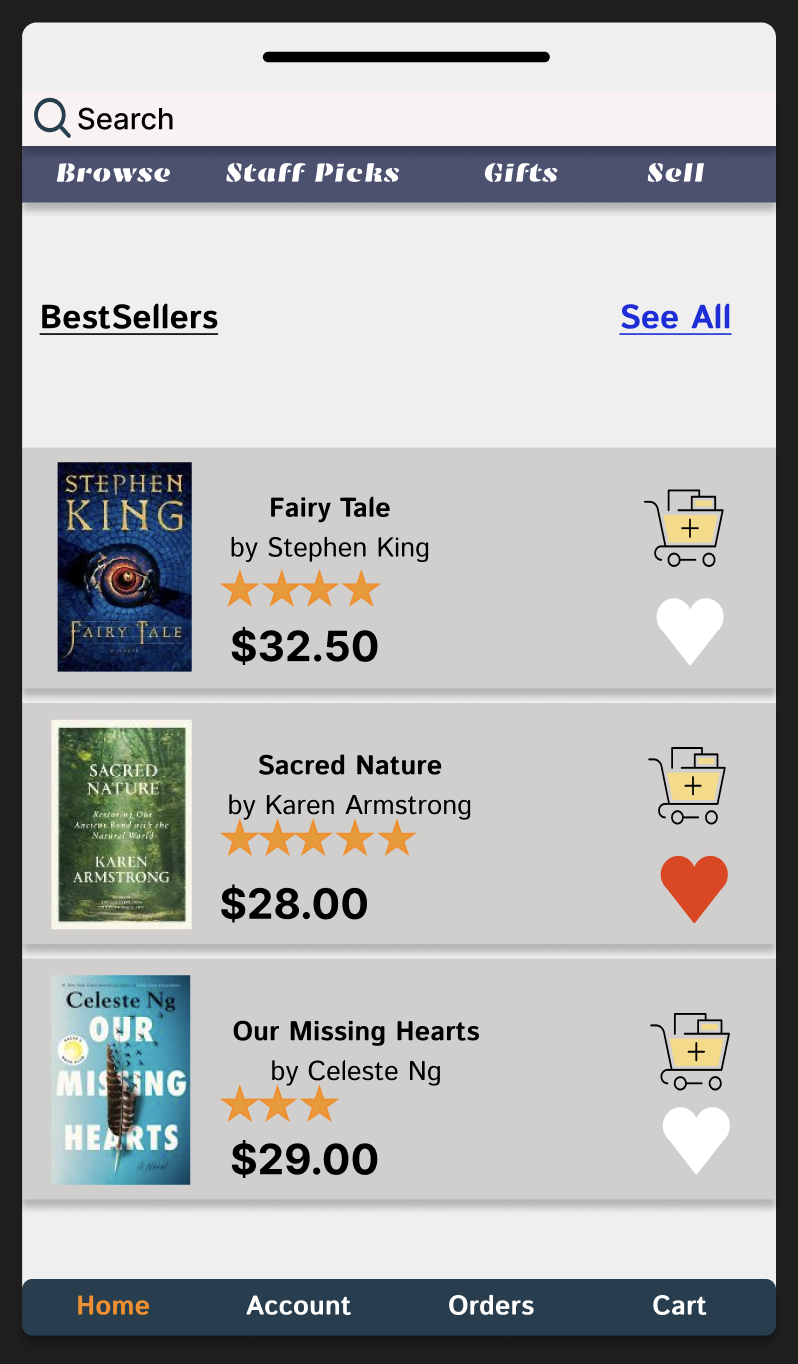 Search
Browse Staff Picks Gifts Sell
BestSellers See All
STEPHEN
KING
FAIRY TALE
Fairy Tale
by Stephen King
$32.50
SACRED
NATURE
Restoring Our
Ancient Bond with the
Natural World
KAREN
ARMSTRONG
Sacred Nature
by Karen Armstrong
$28.00
Celeste Ng
OUR
MISSING
HEARTS
A Novel
Our Missing Hearts
by Celeste Ng
$29.00
Home Account Orders Cart